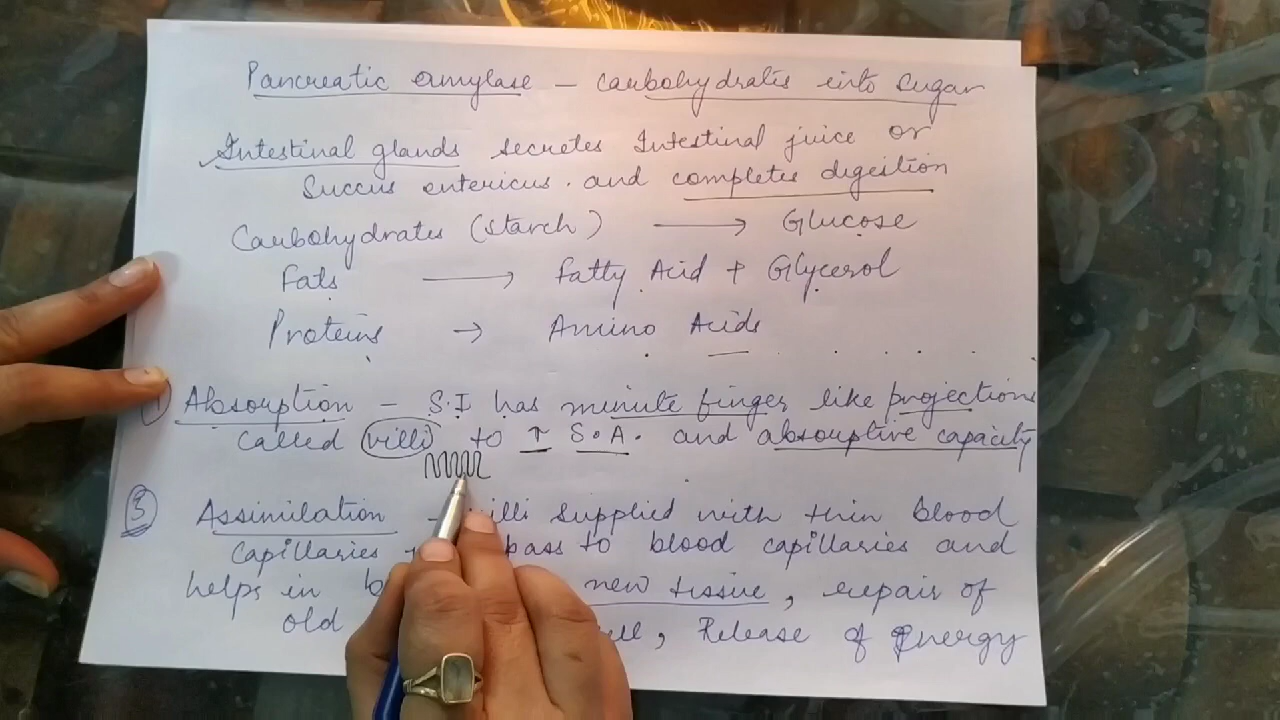 Pancreatic amylase – Carbohydrates into Sugar
Intestinal glands secretes Intestinal juice or
Succus entericus. and completes digestion
Carbohydrates (starch) → Glucose
Fats → Fatty Acid + Glycerol
Proteins → Amino Acids
Absorption – S.I has minute finger like projections
called villi to ↑ S.A. and absorptive capacity
③ Assimilation – villi supplied with thin blood
Capillaries pass to blood capillaries and
helps in new tissue, repair of
old cell, Release of Energy